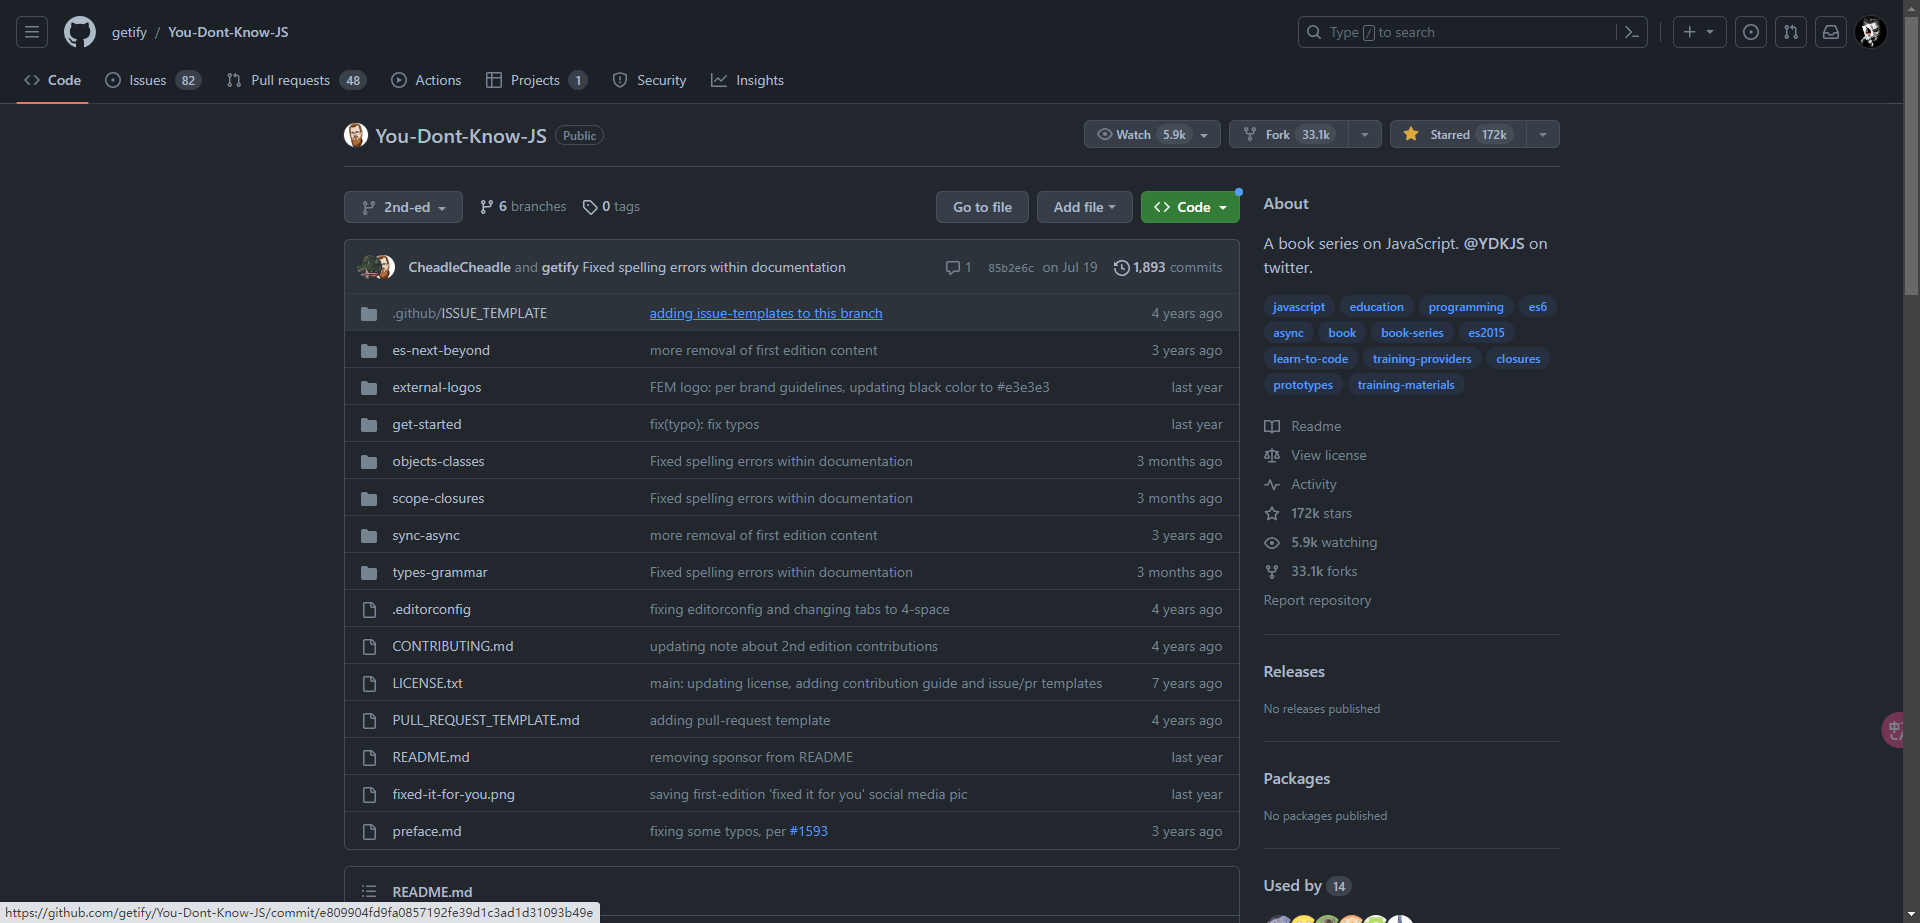 getify / You-Dont-Know-JS
Type / to search
Code
Issues 82
Pull requests 48
Actions
Projects 1
Security
Insights
You-Dont-Know-JS Public
Watch 5.9k
Fork 33.1k
Starred 172k
2nd-ed
6 branches
0 tags
Go to file
Add file
Code
CheadleCheadle and getify Fixed spelling errors within documentation
1
85b2e6c on Jul 19
1,893 commits
.github/ISSUE_TEMPLATE adding issue-templates to this branch 4 years ago
es-next-beyond more removal of first edition content 3 years ago
external-logos FEM logo: per brand guidelines, updating black color to #e3e3e3 last year
get-started fix(typo): fix typos last year
objects-classes Fixed spelling errors within documentation 3 months ago
scope-closures Fixed spelling errors within documentation 3 months ago
sync-async more removal of first edition content 3 years ago
types-grammar Fixed spelling errors within documentation 3 months ago
.editorconfig fixing editorconfig and changing tabs to 4-space 4 years ago
CONTRIBUTING.md updating note about 2nd edition contributions 4 years ago
LICENSE.txt main: updating license, adding contribution guide and issue/pr templates 7 years ago
PULL_REQUEST_TEMPLATE.md adding pull-request template 4 years ago
README.md removing sponsor from README last year
fixed-it-for-you.png saving first-edition 'fixed it for you' social media pic last year
preface.md fixing some typos, per #1593 3 years ago
README.md
About
A book series on JavaScript. @YDKJS on
twitter.
javascript education programming es6
async book book-series es2015
learn-to-code training-providers closures
prototypes training-materials
Readme
View license
Activity
172k stars
5.9k watching
33.1k forks
Report repository
Releases
No releases published
Packages
No packages published
Used by 14
https://github.com/getify/You-Dont-Know-JS/commit/e809904fd9fa0857192fe39d1c3ad1d31093b49e